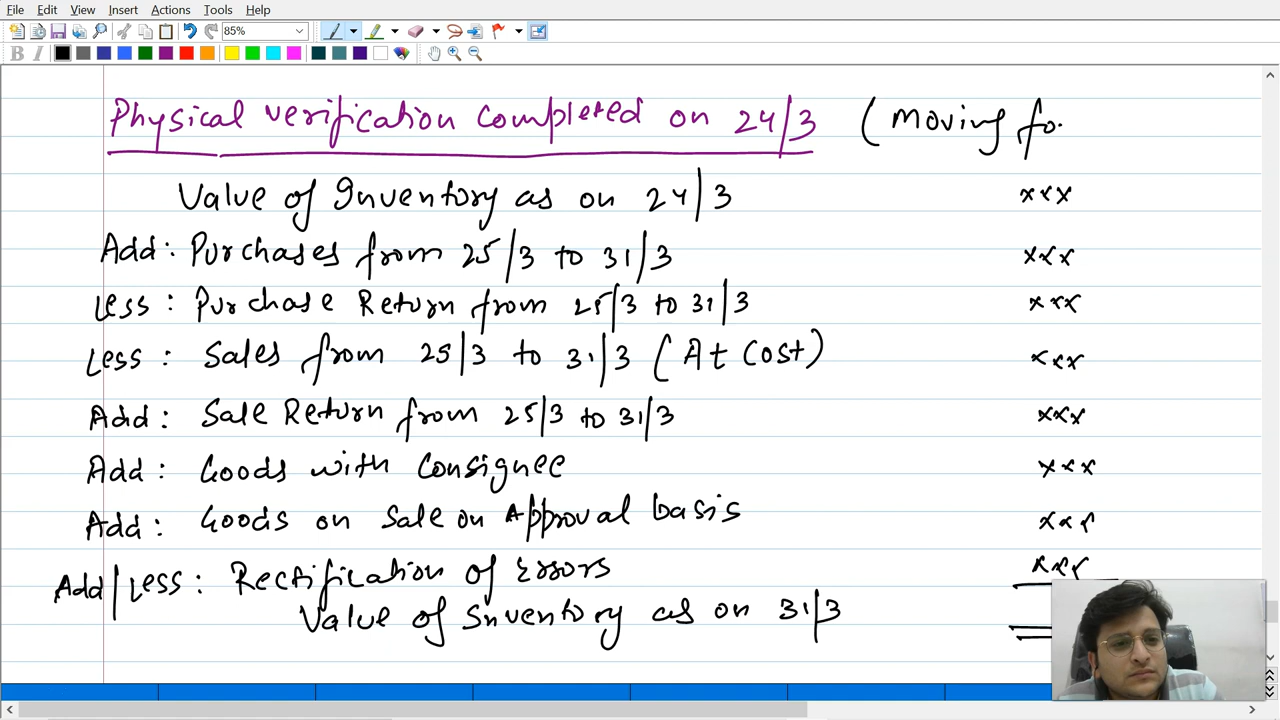 File Edit View Insert Actions Tools Help
85%
B I
Physical verification completed on 24/3 (Moving fo
Value of Inventory as on 24/3 xxx
Add: Purchases from 25/3 to 31/3 xxx
Less: Purchase Return from 25/3 to 31/3 xxx
Less: Sales from 25/3 to 31/3 (At Cost) xxx
Add: Sale Return from 25/3 to 31/3 xxx
Add: Goods with Consignee xxx
Add: Goods on Sale on Approval basis xxx
Add/Less: Rectification of Errors xxx
Value of Inventory as on 31/3